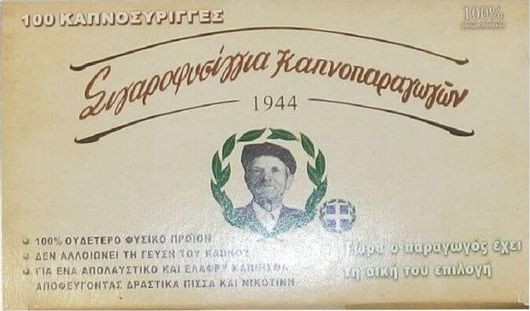 100 ΚΑΠΝΟΣΥΡΙΓΓΕΣ
100%
Σιγαροφυσίγγια Καπνοπαραγωγών
1944
100% ΟΥΔΕΤΕΡΟ ΦΥΣΙΚΟ ΠΡΟΪΟΝ
ΔΕΝ ΑΛΛΟΙΩΝΕΙ ΤΗ ΓΕΥΣΗ ΤΟΥ ΚΑΠΝΟΥ
ΓΙΑ ΕΝΑ ΑΠΟΛΑΥΣΤΙΚΟ ΚΑΙ ΕΛΑΦΡΥ ΚΑΠΝΙΣΜΑ
ΑΠΟΦΕΥΓΟΝΤΑΣ ΔΡΑΣΤΙΚΑ ΠΙΣΣΑ ΚΑΙ ΝΙΚΟΤΙΝΗ
Τώρα ο παραγωγός έχει
τη δική του επιλογή